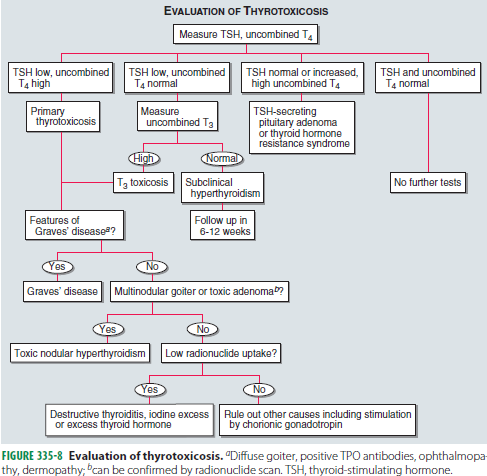 EVALUATION OF THYROTOXICOSIS
Measure TSH, uncombined T4
TSH low, uncombined
T4 high
TSH low, uncombined
T4 normal
TSH normal or increased,
high uncombined T4
TSH and uncombined
T4 normal
Primary
thyrotoxicosis
Measure
uncombined T3
TSH-secreting
pituitary adenoma
or thyroid hormone
resistance syndrome
High
Normal
T3 toxicosis
Subclinical
hyperthyroidism
No further tests
Features of
Graves' diseasea?
Follow up in
6-12 weeks
Yes
No
Graves' disease
Multinodular goiter or toxic adenomab?
Yes
No
Toxic nodular hyperthyroidism
Low radionuclide uptake?
Yes
No
Destructive thyroiditis, iodine excess
or excess thyroid hormone
Rule out other causes including stimulation
by chorionic gonadotropin
FIGURE 335-8 Evaluation of thyrotoxicosis. aDiffuse goiter, positive TPO antibodies, ophthalmopa-
thy, dermopathy; bcan be confirmed by radionuclide scan. TSH, thyroid-stimulating hormone.